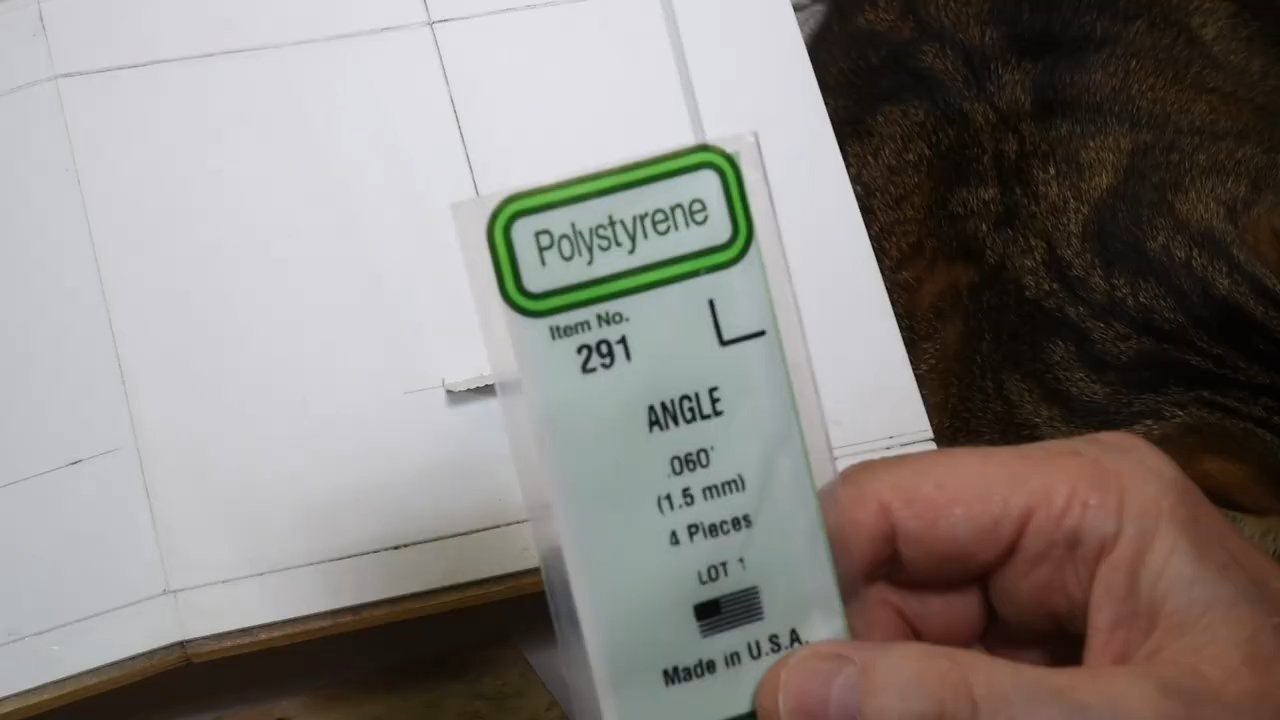 Polystyrene
Item No.
291
ANGLE
.060"
(1.5 mm)
4 Pieces
LOT 1
Made in U.S.A.